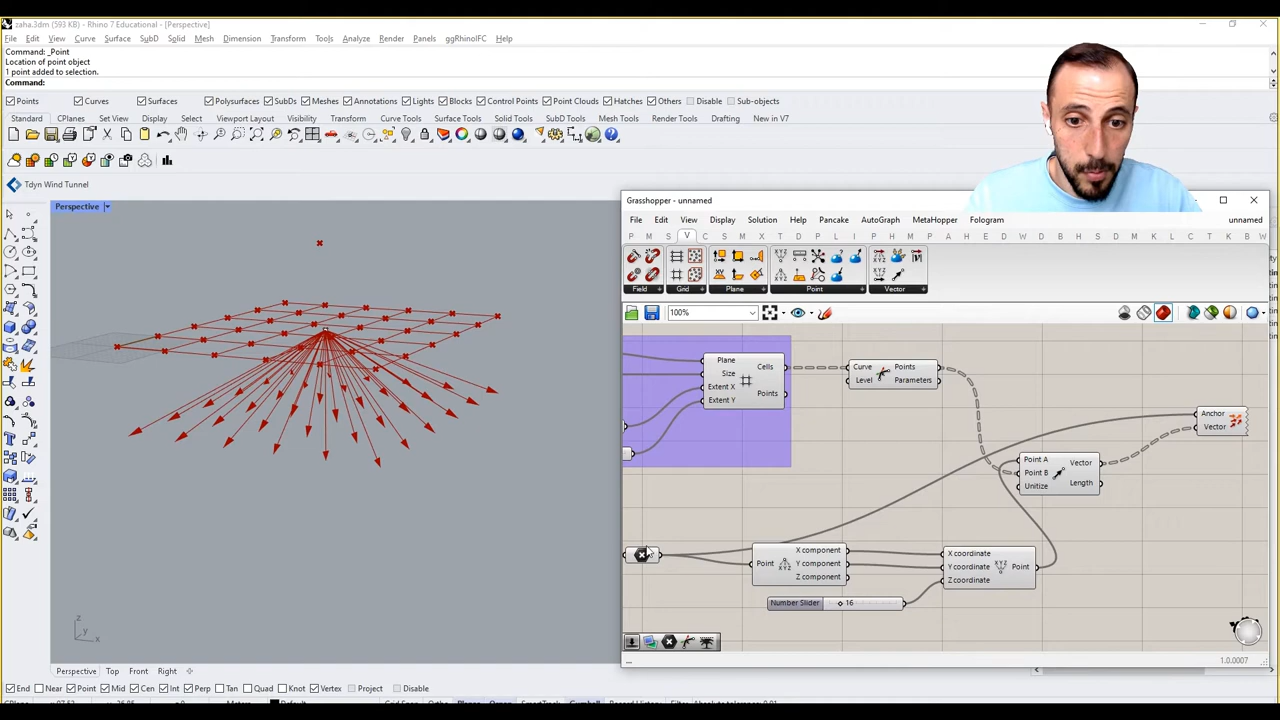 zaha.3dm (593 KB) - Rhino 7 Educational - [Perspective]
File Edit View Curve Surface SubD Solid Mesh Dimension Transform Tools Analyze Render Panels ggRhinoIFC Help
Command: _Point
Location of point object
1 point added to selection.
Command:
Points Curves Surfaces Polysurfaces SubDs Meshes Annotations Lights Blocks Control Points Point Clouds Hatches Others Disable Sub-objects
Standard CPlanes Set View Display Select Viewport Layout Visibility Transform Curve Tools Surface Tools Solid Tools SubD Tools Mesh Tools Render Tools Drafting New in V7
Tdyn Wind Tunnel
Perspective
Grasshopper - unnamed
File Edit View Display Solution Help Pancake AutoGraph MetaHopper Fologram unnamed
P M S V C S M I X T D P L I K L F H B L A S H E D F W C P H S V T K B L G W
Field Grid Plane Point Vector
100%
Plane
Size
Extent X
Extent Y
Cells
Points
Curve
Level
Points
Parameters
Anchor
Vector
Point A
Point B
Unitize
Vector
Length
Point
X component
Y component
Z component
X coordinate
Y coordinate
Z coordinate
Point
Number Slider 16
1.0.0007
z
y
x
Perspective Top Front Right
End Near Point Mid Cen Int Perp Tan Quad Knot Vertex Project Disable